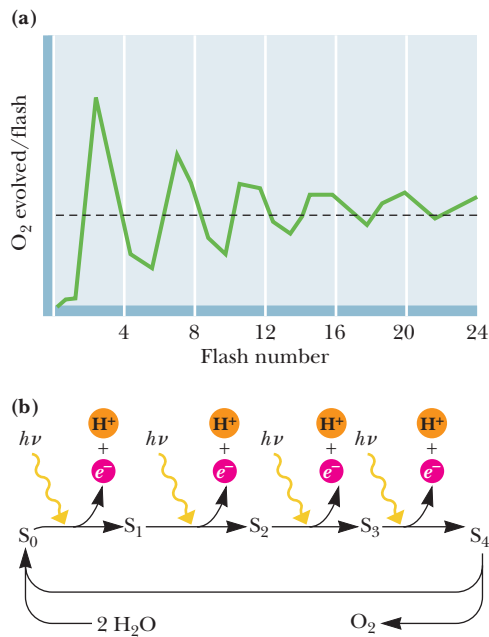 (a)
O₂ evolved/flash
4 8 12 16 20 24
Flash number
(b)
H⁺ H⁺ H⁺ H⁺
hν + hν + hν + hν +
e⁻ e⁻ e⁻ e⁻
S₀ S₁ S₂ S₃ S₄
2 H₂O O₂